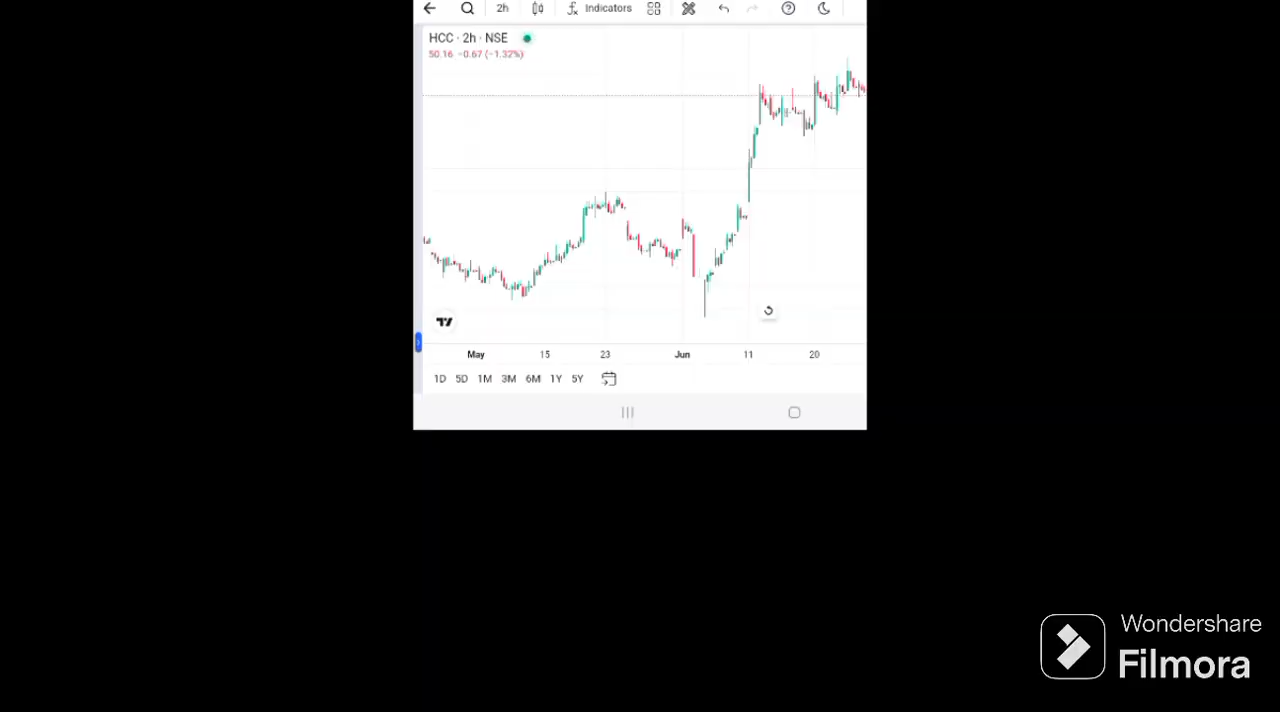 2h
Indicators
HCC · 2h · NSE
50.16 −0.67 (−1.32%)
May 15 23 Jun 11 20
1D 5D 1M 3M 6M 1Y 5Y
Wondershare
Filmora